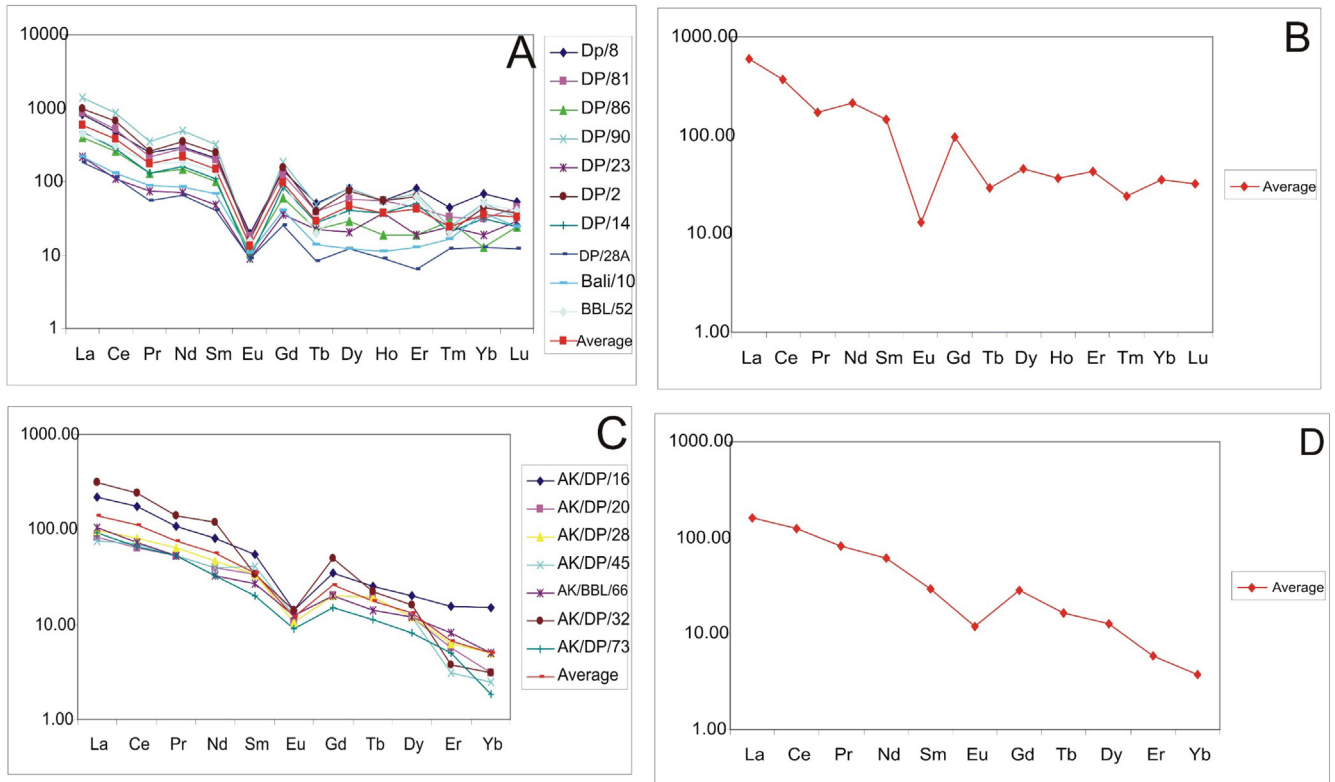 A
10000
1000
100
10
1
La Ce Pr Nd Sm Eu Gd Tb Dy Ho Er Tm Yb Lu
Dp/8
DP/81
DP/86
DP/90
DP/23
DP/2
DP/14
DP/28A
Bali/10
BBL/52
Average
B
1000.00
100.00
10.00
1.00
La Ce Pr Nd Sm Eu Gd Tb Dy Ho Er Tm Yb Lu
Average
C
1000.00
100.00
10.00
1.00
La Ce Pr Nd Sm Eu Gd Tb Dy Er Yb
AK/DP/16
AK/DP/20
AK/DP/28
AK/DP/45
AK/BBL/66
AK/DP/32
AK/DP/73
Average
D
1000.00
100.00
10.00
1.00
La Ce Pr Nd Sm Eu Gd Tb Dy Er Yb
Average